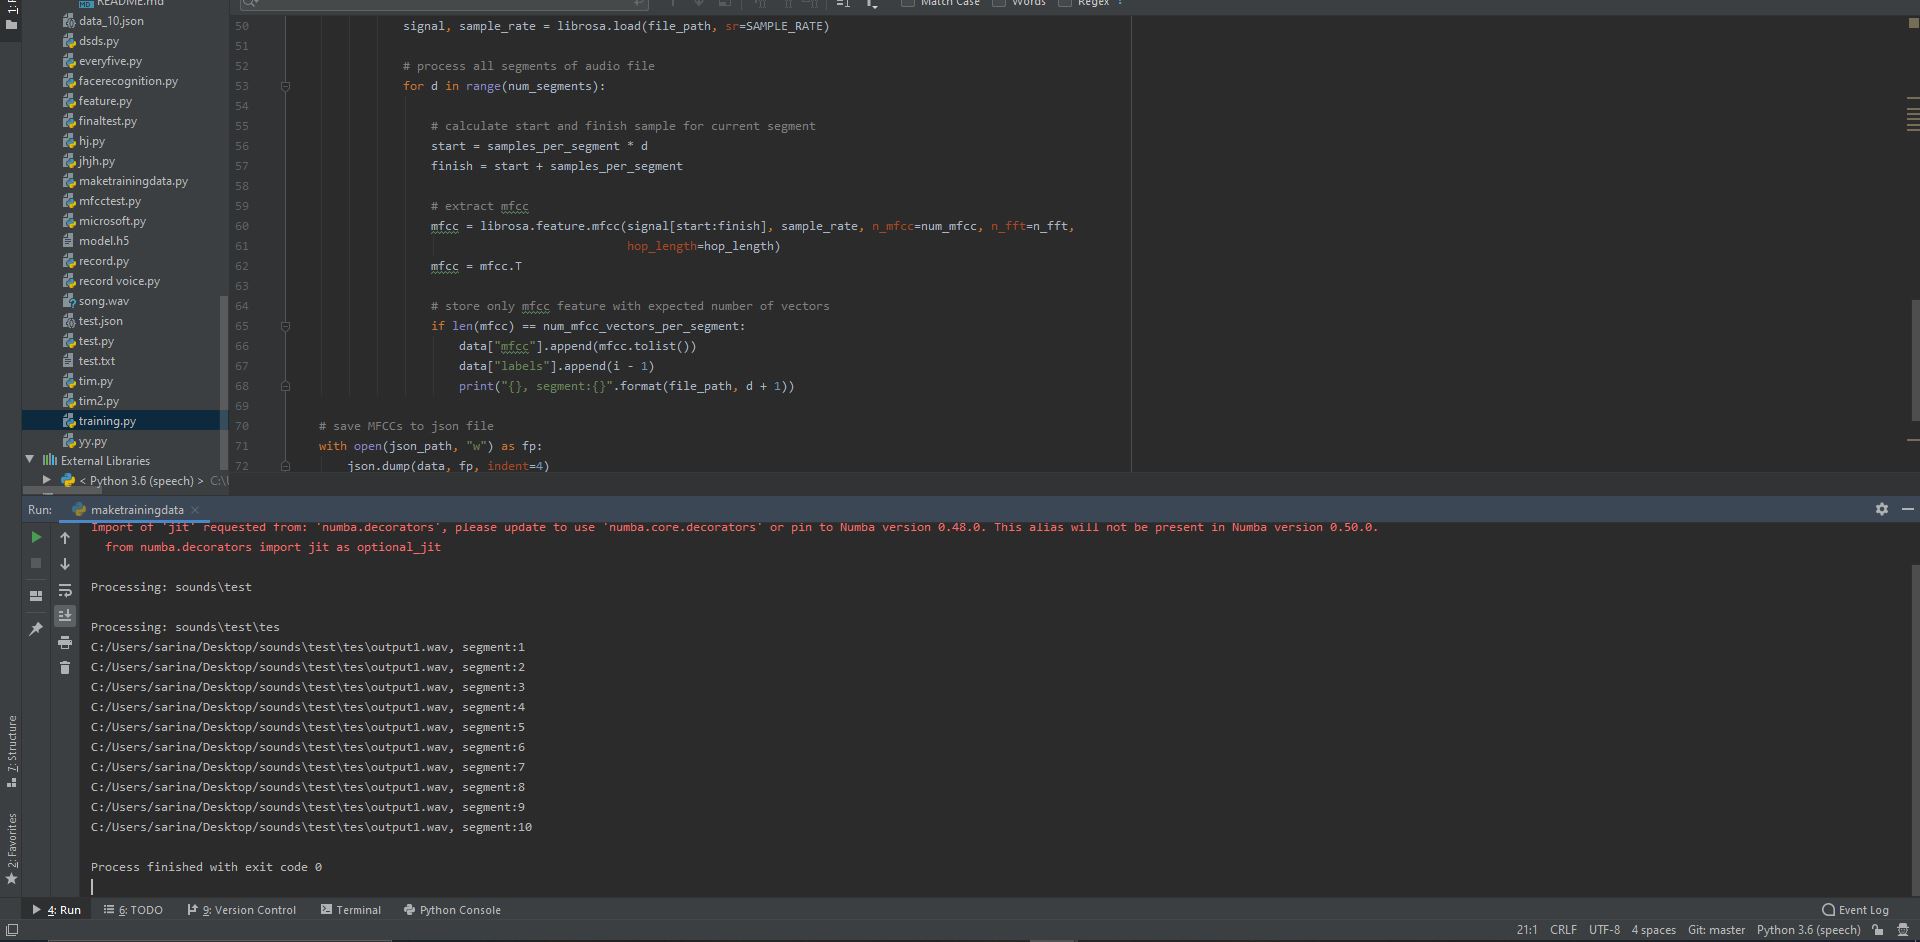 README.md
data_10.json
dsds.py
everyfive.py
facerecognition.py
feature.py
finaltest.py
hj.py
jhjh.py
maketrainingdata.py
mfcctest.py
microsoft.py
model.h5
record.py
record voice.py
song.wav
test.json
test.py
test.txt
tim.py
tim2.py
training.py
yy.py
External Libraries
< Python 3.6 (speech) > C:\U
Match Case Words Regex ?
50 signal, sample_rate = librosa.load(file_path, sr=SAMPLE_RATE)
51
52 # process all segments of audio file
53 for d in range(num_segments):
54
55 # calculate start and finish sample for current segment
56 start = samples_per_segment * d
57 finish = start + samples_per_segment
58
59 # extract mfcc
60 mfcc = librosa.feature.mfcc(signal[start:finish], sample_rate, n_mfcc=num_mfcc, n_fft=n_fft,
61 hop_length=hop_length)
62 mfcc = mfcc.T
63
64 # store only mfcc feature with expected number of vectors
65 if len(mfcc) == num_mfcc_vectors_per_segment:
66 data["mfcc"].append(mfcc.tolist())
67 data["labels"].append(i - 1)
68 print("{}, segment:{}".format(file_path, d + 1))
69
70 # save MFCCs to json file
71 with open(json_path, "w") as fp:
72 json.dump(data, fp, indent=4)
Run: maketrainingdata
Import of 'jit' requested from: 'numba.decorators', please update to use 'numba.core.decorators' or pin to Numba version 0.48.0. This alias will not be present in Numba version 0.50.0.
from numba.decorators import jit as optional_jit
Processing: sounds\test
Processing: sounds\test\tes
C:/Users/sarina/Desktop/sounds\test\tes\output1.wav, segment:1
C:/Users/sarina/Desktop/sounds\test\tes\output1.wav, segment:2
C:/Users/sarina/Desktop/sounds\test\tes\output1.wav, segment:3
C:/Users/sarina/Desktop/sounds\test\tes\output1.wav, segment:4
C:/Users/sarina/Desktop/sounds\test\tes\output1.wav, segment:5
C:/Users/sarina/Desktop/sounds\test\tes\output1.wav, segment:6
C:/Users/sarina/Desktop/sounds\test\tes\output1.wav, segment:7
C:/Users/sarina/Desktop/sounds\test\tes\output1.wav, segment:8
C:/Users/sarina/Desktop/sounds\test\tes\output1.wav, segment:9
C:/Users/sarina/Desktop/sounds\test\tes\output1.wav, segment:10
Process finished with exit code 0
7: Structure
2: Favorites
4: Run 6: TODO 9: Version Control Terminal Python Console Event Log
21:1 CRLF UTF-8 4 spaces Git: master Python 3.6 (speech)